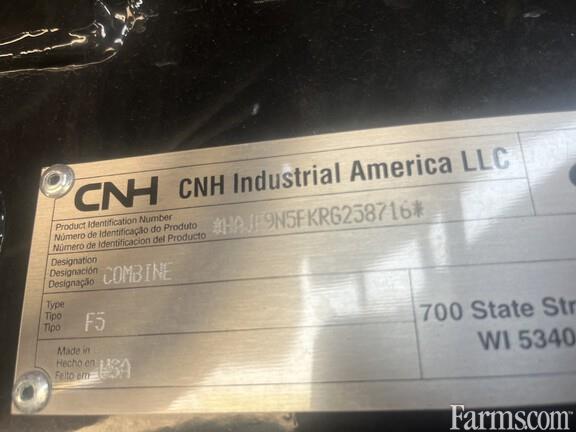 CNH CNH Industrial America LLC
Product Identification Number
Número de Identificação do Produto
Número de Identificacion del Producto
Designation
Designación
Designação
COMBINE
Type
Tipo
Tipo
F5
700 State Str
WI 5340
Made in
Hecho en
Feito em
USA
Farms.com